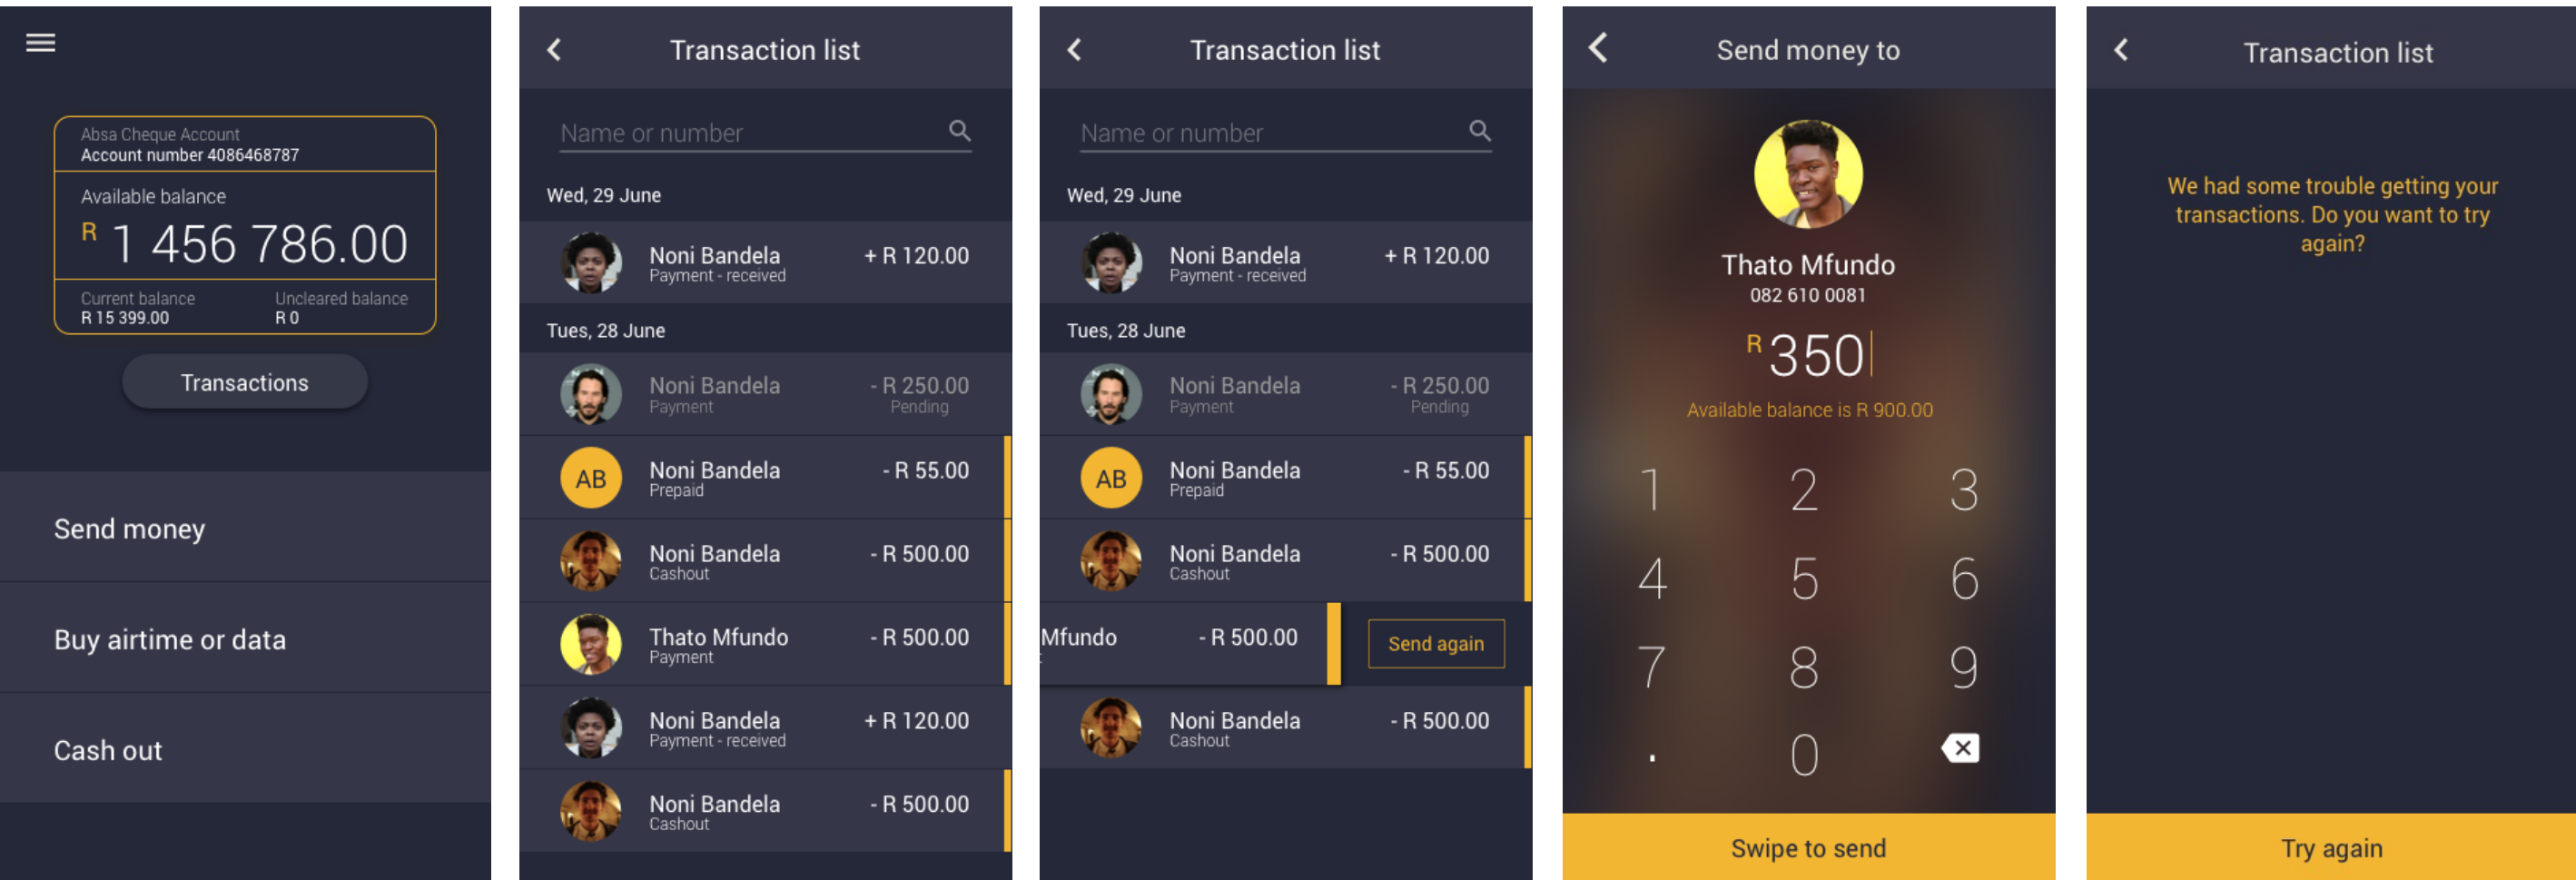 Absa Cheque Account
Account number 4086468787
Available balance
R 1 456 786.00
Current balance Uncleared balance
R 15 399.00 R 0
Transactions
Send money
Buy airtime or data
Cash out
Transaction list
Name or number
Wed, 29 June
Noni Bandela + R 120.00
Payment - received
Tues, 28 June
Noni Bandela - R 250.00
Payment Pending
AB Noni Bandela - R 55.00
Prepaid
Noni Bandela - R 500.00
Cashout
Thato Mfundo - R 500.00
Payment
Noni Bandela + R 120.00
Payment - received
Noni Bandela - R 500.00
Cashout
Transaction list
Name or number
Wed, 29 June
Noni Bandela + R 120.00
Payment - received
Tues, 28 June
Noni Bandela - R 250.00
Payment Pending
AB Noni Bandela - R 55.00
Prepaid
Noni Bandela - R 500.00
Cashout
Mfundo - R 500.00 Send again
Noni Bandela - R 500.00
Cashout
Send money to
Thato Mfundo
082 610 0081
R 350
Available balance is R 900.00
1 2 3
4 5 6
7 8 9
. 0
Swipe to send
Transaction list
We had some trouble getting your
transactions. Do you want to try
again?
Try again